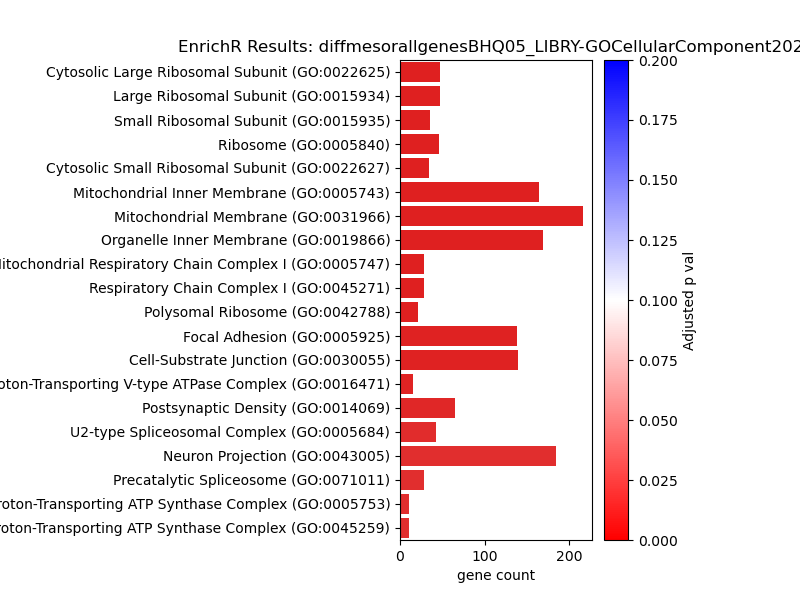 EnrichR Results: diffmesorallgenesBHQ05_LIBRY-GOCellularComponent202
Cytosolic Large Ribosomal Subunit (GO:0022625)
Large Ribosomal Subunit (GO:0015934)
Small Ribosomal Subunit (GO:0015935)
Ribosome (GO:0005840)
Cytosolic Small Ribosomal Subunit (GO:0022627)
Mitochondrial Inner Membrane (GO:0005743)
Mitochondrial Membrane (GO:0031966)
Organelle Inner Membrane (GO:0019866)
itochondrial Respiratory Chain Complex I (GO:0005747)
Respiratory Chain Complex I (GO:0045271)
Polysomal Ribosome (GO:0042788)
Focal Adhesion (GO:0005925)
Cell-Substrate Junction (GO:0030055)
oton-Transporting V-type ATPase Complex (GO:0016471)
Postsynaptic Density (GO:0014069)
U2-type Spliceosomal Complex (GO:0005684)
Neuron Projection (GO:0043005)
Precatalytic Spliceosome (GO:0071011)
roton-Transporting ATP Synthase Complex (GO:0005753)
roton-Transporting ATP Synthase Complex (GO:0045259)
0 100 200
gene count
0.200
0.175
0.150
0.125
0.100
0.075
0.050
0.025
0.000
Adjusted p val